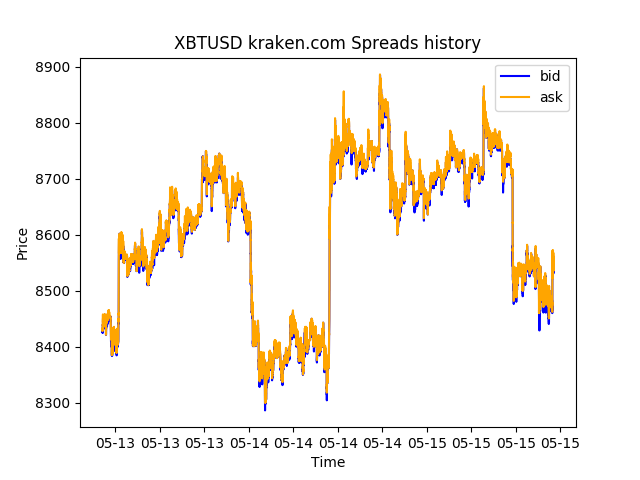 XBTUSD kraken.com Spreads history
bid
ask
Price
8900
8800
8700
8600
8500
8400
8300
05-13 05-13 05-13 05-14 05-14 05-14 05-14 05-15 05-15 05-15 05-15
Time